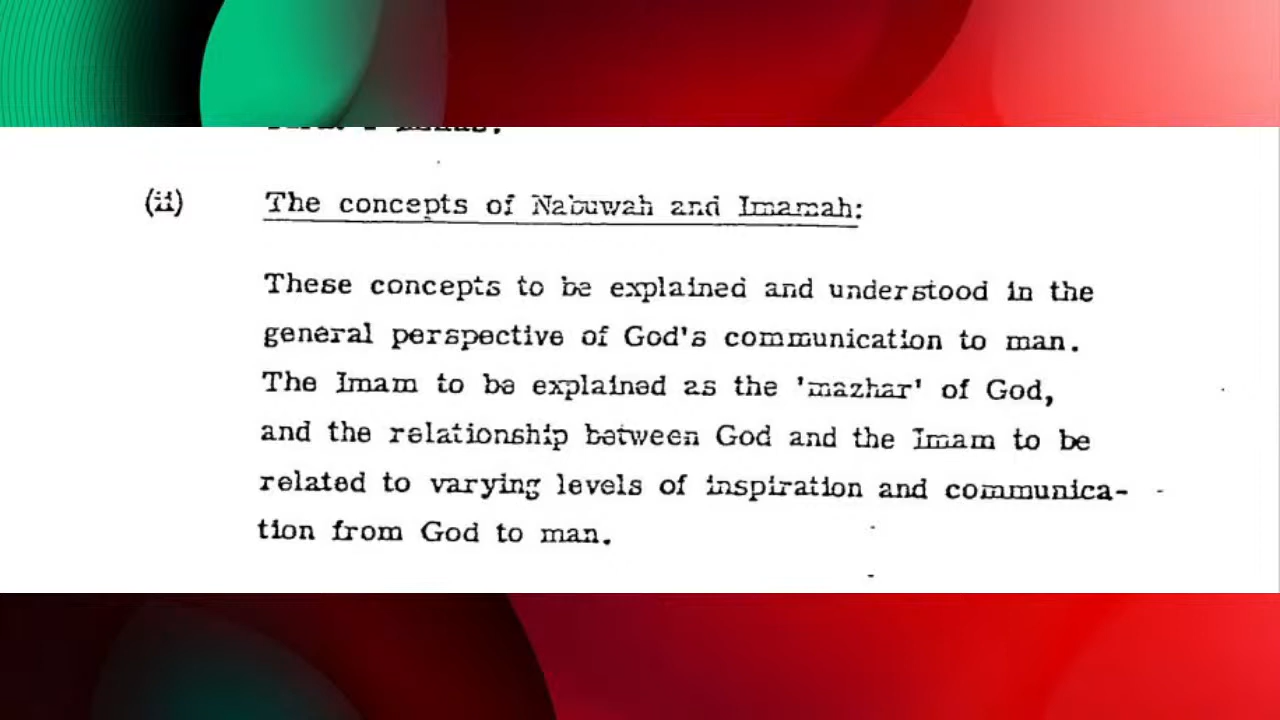 (ii) The concepts of Nabuwah and Imamah:
These concepts to be explained and understood in the
general perspective of God's communication to man.
The Imam to be explained as the 'mazhar' of God,
and the relationship between God and the Imam to be
related to varying levels of inspiration and communica-
tion from God to man.